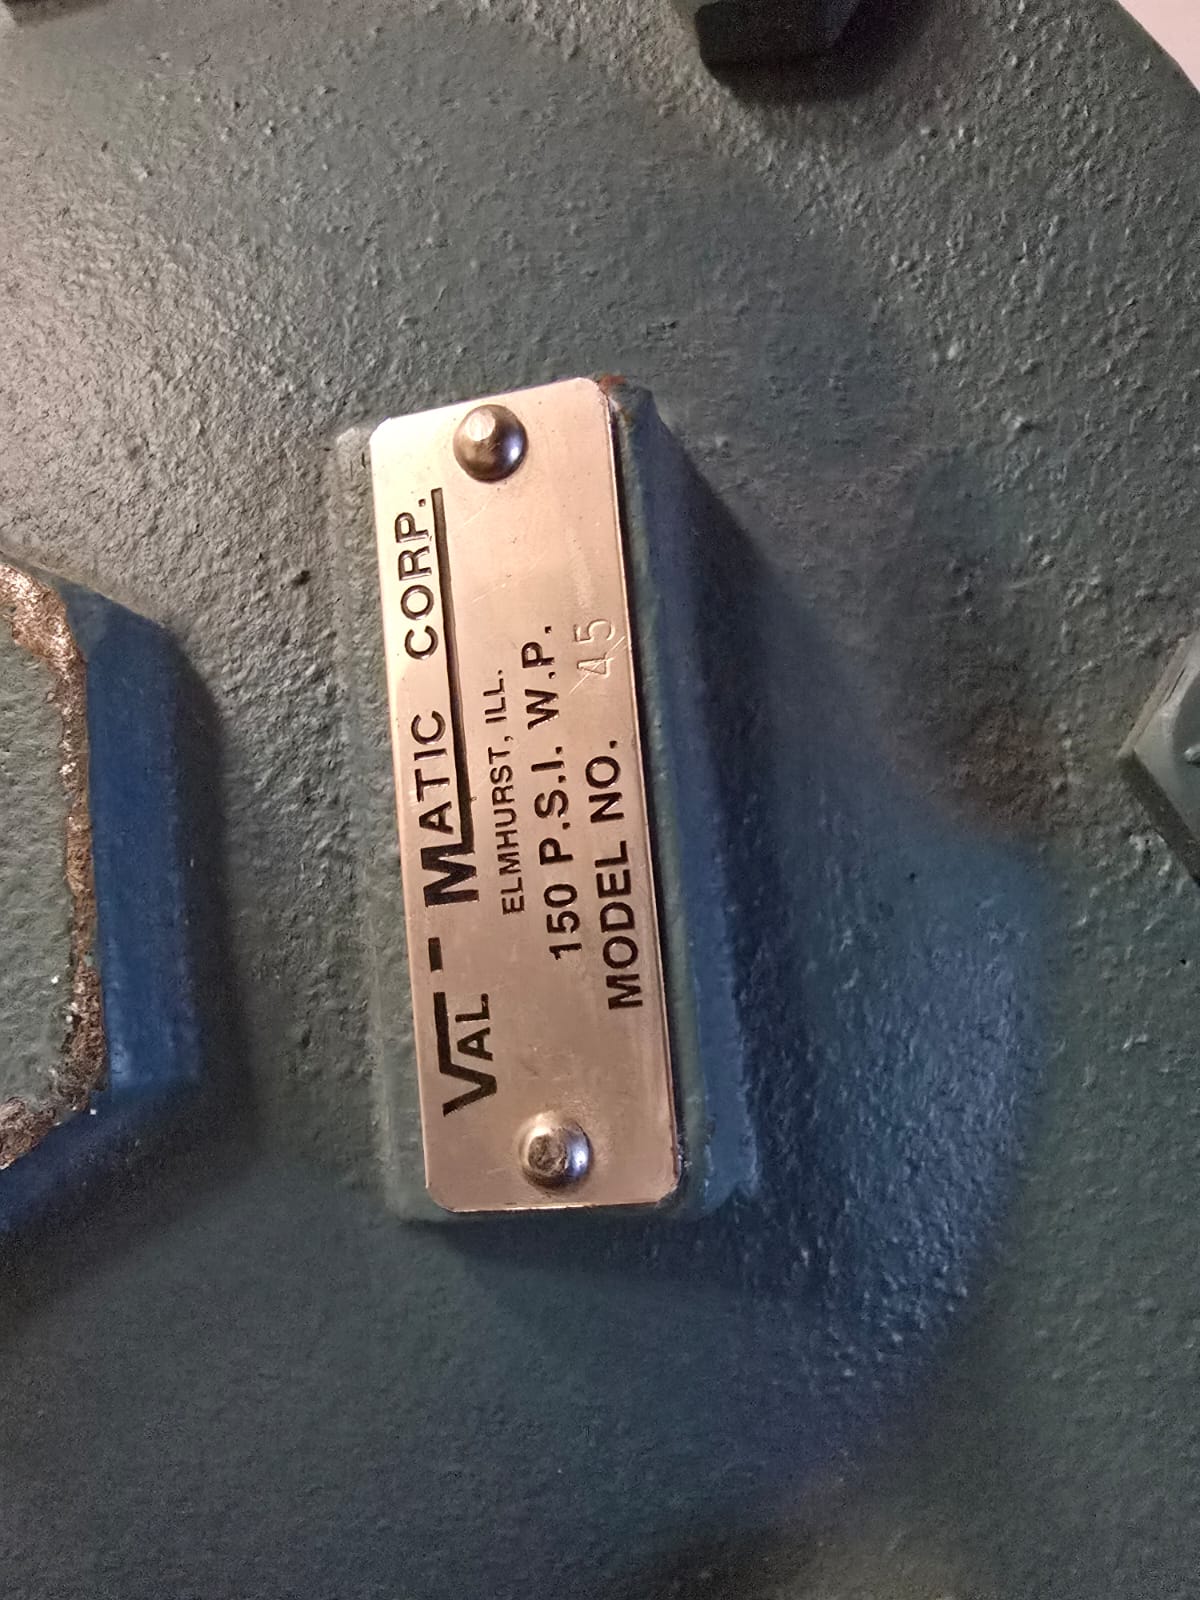 VAL-MATIC CORP.
ELMHURST, ILL.
150 P.S.I. W.P.
MODEL NO. 45